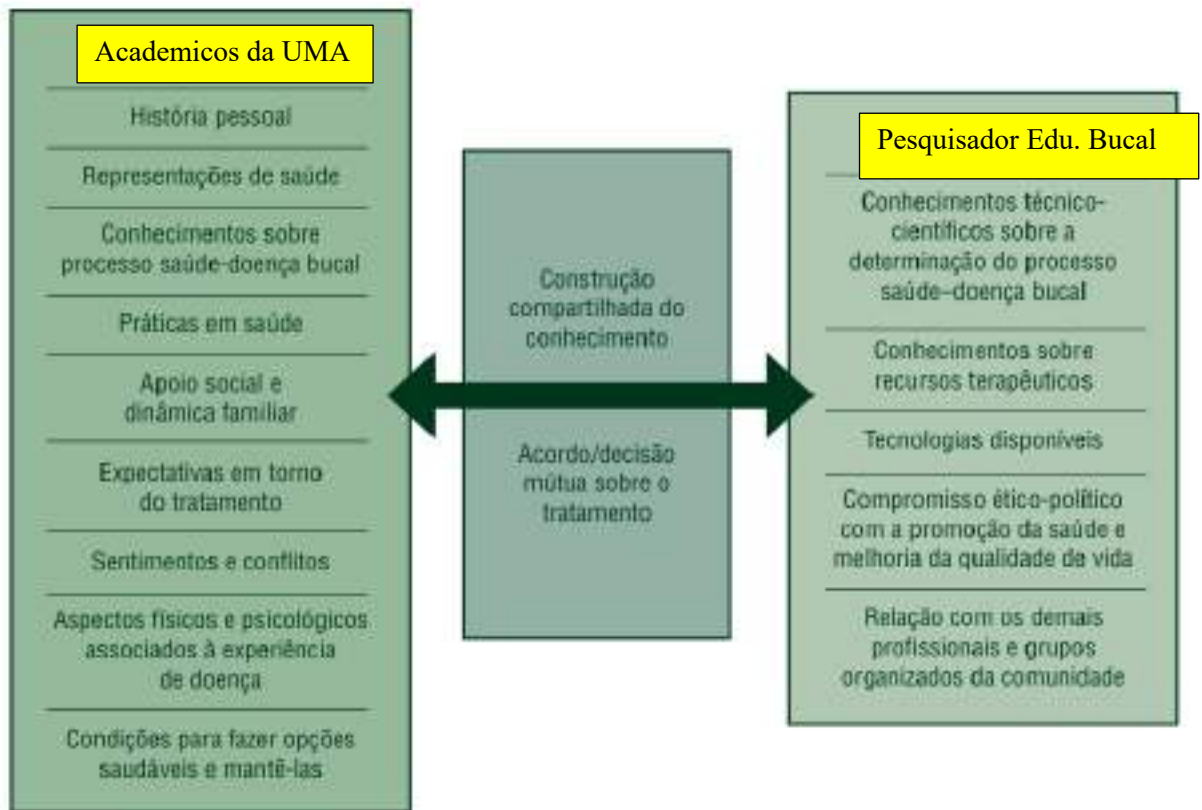 Academicos da UMA
História pessoal
Representações de saúde
Conhecimentos sobre
processo saúde-doença bucal
Práticas em saúde
Apoio social e
dinâmica familiar
Expectativas em torno
do tratamento
Sentimentos e conflitos
Aspectos físicos e psicológicos
associados à experiência
de doença
Condições para fazer opções
saudáveis e mantê-las
Construção
compartilhada do
conhecimento
Acordo/decisão
mútua sobre o
tratamento
Pesquisador Edu. Bucal
Conhecimentos técnico-
científicos sobre a
determinação do processo
saúde–doença bucal
Conhecimentos sobre
recursos terapêuticos
Tecnologias disponíveis
Compromisso ético-político
com a promoção da saúde e
melhoria da qualidade de vida
Relação com os demais
profissionais e grupos
organizados da comunidade